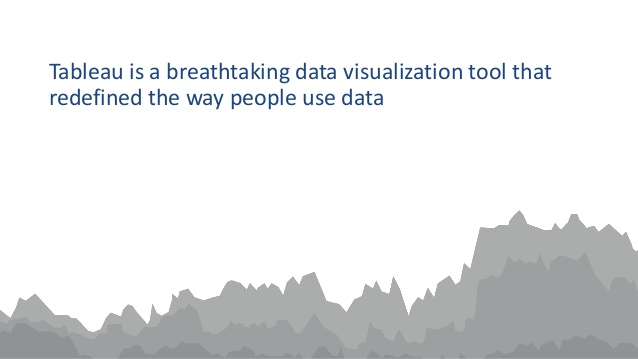 Tableau is a breathtaking data visualization tool that
redefined the way people use data